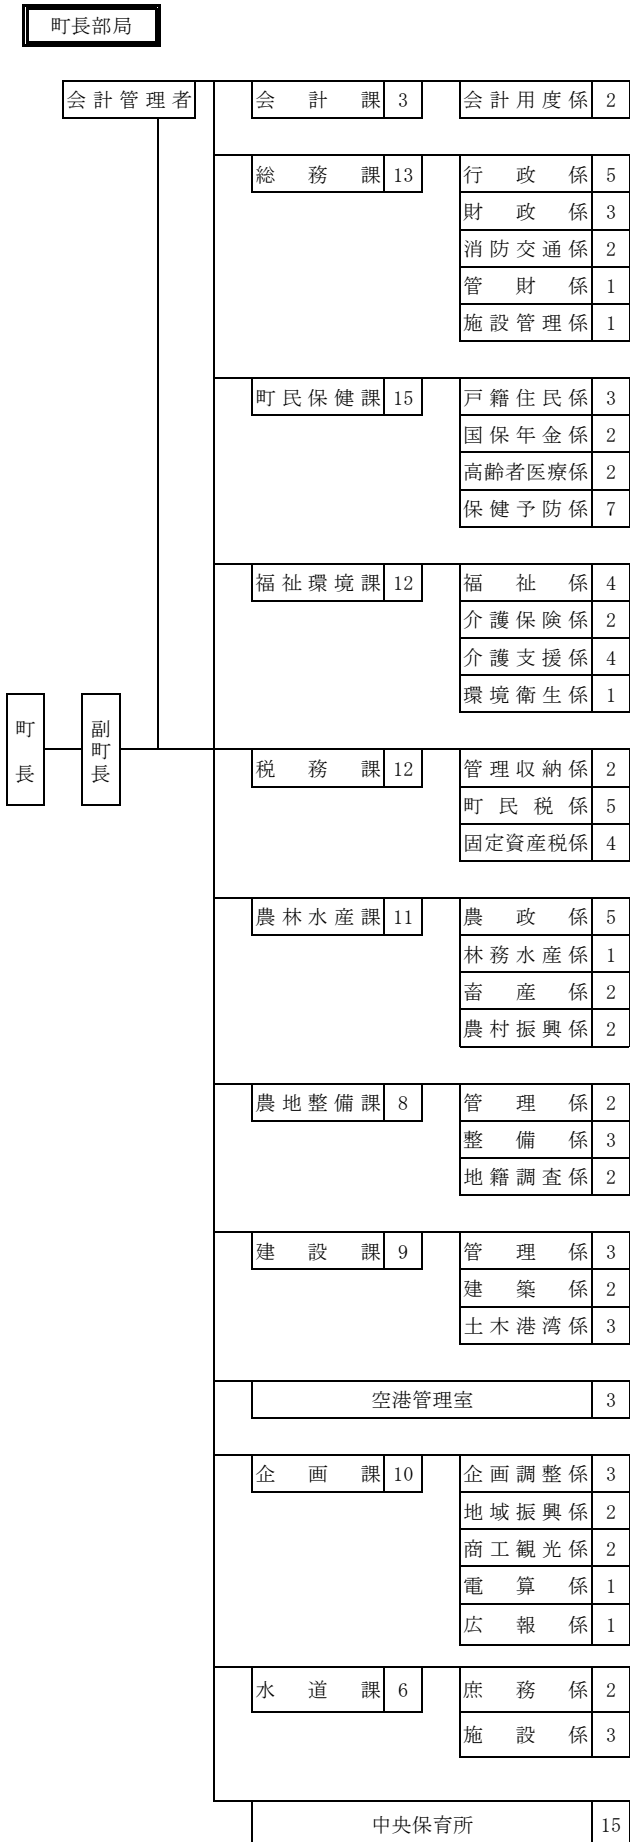 町長部局
会計管理者 会計課 3 会計用度係 2
総務課 13 行政係 5
財政係 3
消防交通係 2
管財係 1
施設管理係 1
町民保健課 15 戸籍住民係 3
国保年金係 2
高齢者医療係 2
保健予防係 7
福祉環境課 12 福祉係 4
介護保険係 2
介護支援係 4
環境衛生係 1
町長 副町長 税務課 12 管理収納係 2
町民税係 5
固定資産税係 4
農林水産課 11 農政係 5
林務水産係 1
畜産係 2
農村振興係 2
農地整備課 8 管理係 2
整備係 3
地籍調査係 2
建設課 9 管理係 3
建築係 2
土木港湾係 3
空港管理室 3
企画課 10 企画調整係 3
地域振興係 2
商工観光係 2
電算係 1
広報係 1
水道課 6 庶務係 2
施設係 3
中央保育所 15